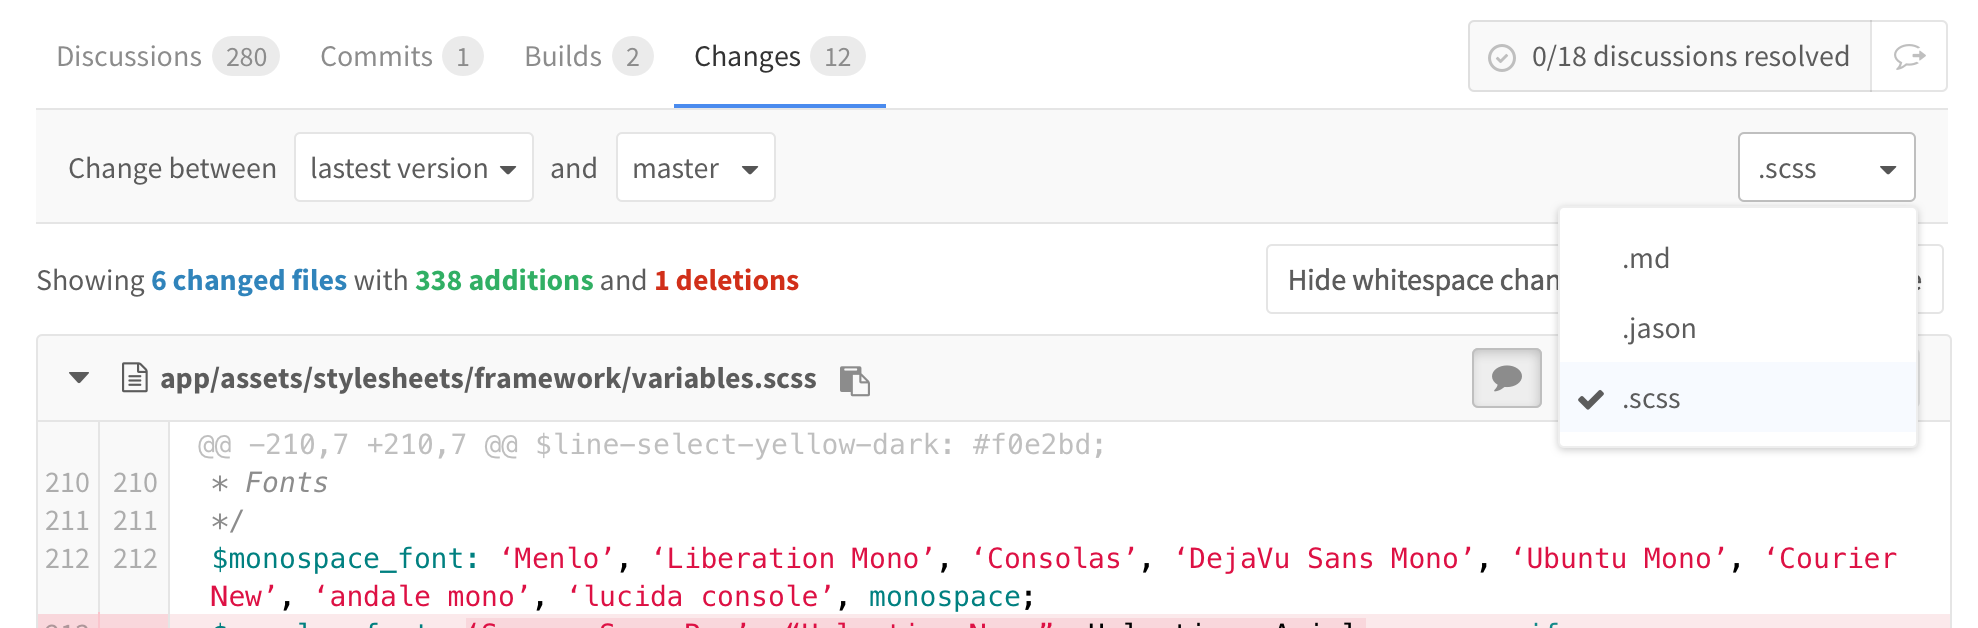 Discussions 280 Commits 1 Builds 2 Changes 12 0/18 discussions resolved
Change between lastest version and master .scss
.md
Showing 6 changed files with 338 additions and 1 deletions Hide whitespace chan
.jason
app/assets/stylesheets/framework/variables.scss
.scss
@@ -210,7 +210,7 @@ $line-select-yellow-dark: #f0e2bd;
210 210 * Fonts
211 211 */
212 212 $monospace_font: ‘Menlo’, ‘Liberation Mono’, ‘Consolas’, ‘DejaVu Sans Mono’, ‘Ubuntu Mono’, ‘Courier
New’, ‘andale mono’, ‘lucida console’, monospace;